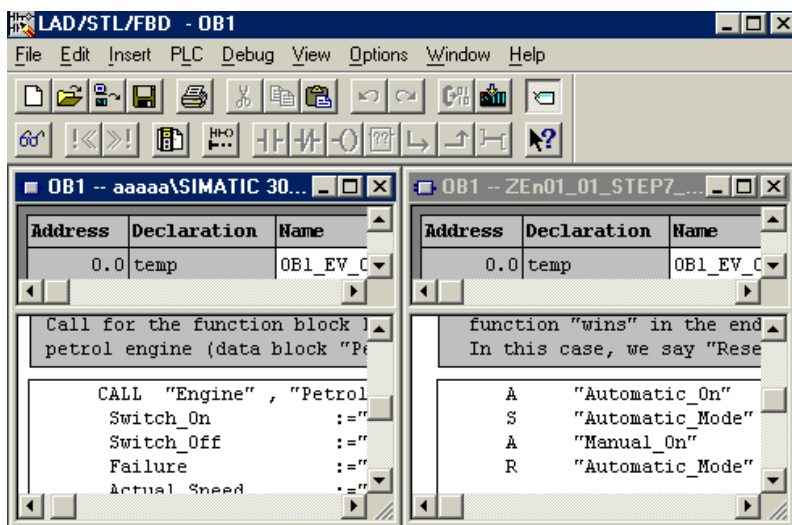 LAD/STL/FBD - OB1
File Edit Insert PLC Debug View Options Window Help
OB1 -- aaaaa\SIMATIC 30...
Address Declaration Name
0.0 temp
Call for the function block
petrol engine (data block "P
CALL "Engine" , "Petrol
Switch_On :="
Switch_Off :="
Failure :="
Actual_Speed :="
OB1 -- ZEn01_01_STEP7_...
Address Declaration Name
0.0 temp OB1_EV_C
function "wins" in the end
In this case, we say "Rese
A "Automatic_On"
S "Automatic_Mode"
A "Manual_On"
R "Automatic_Mode"